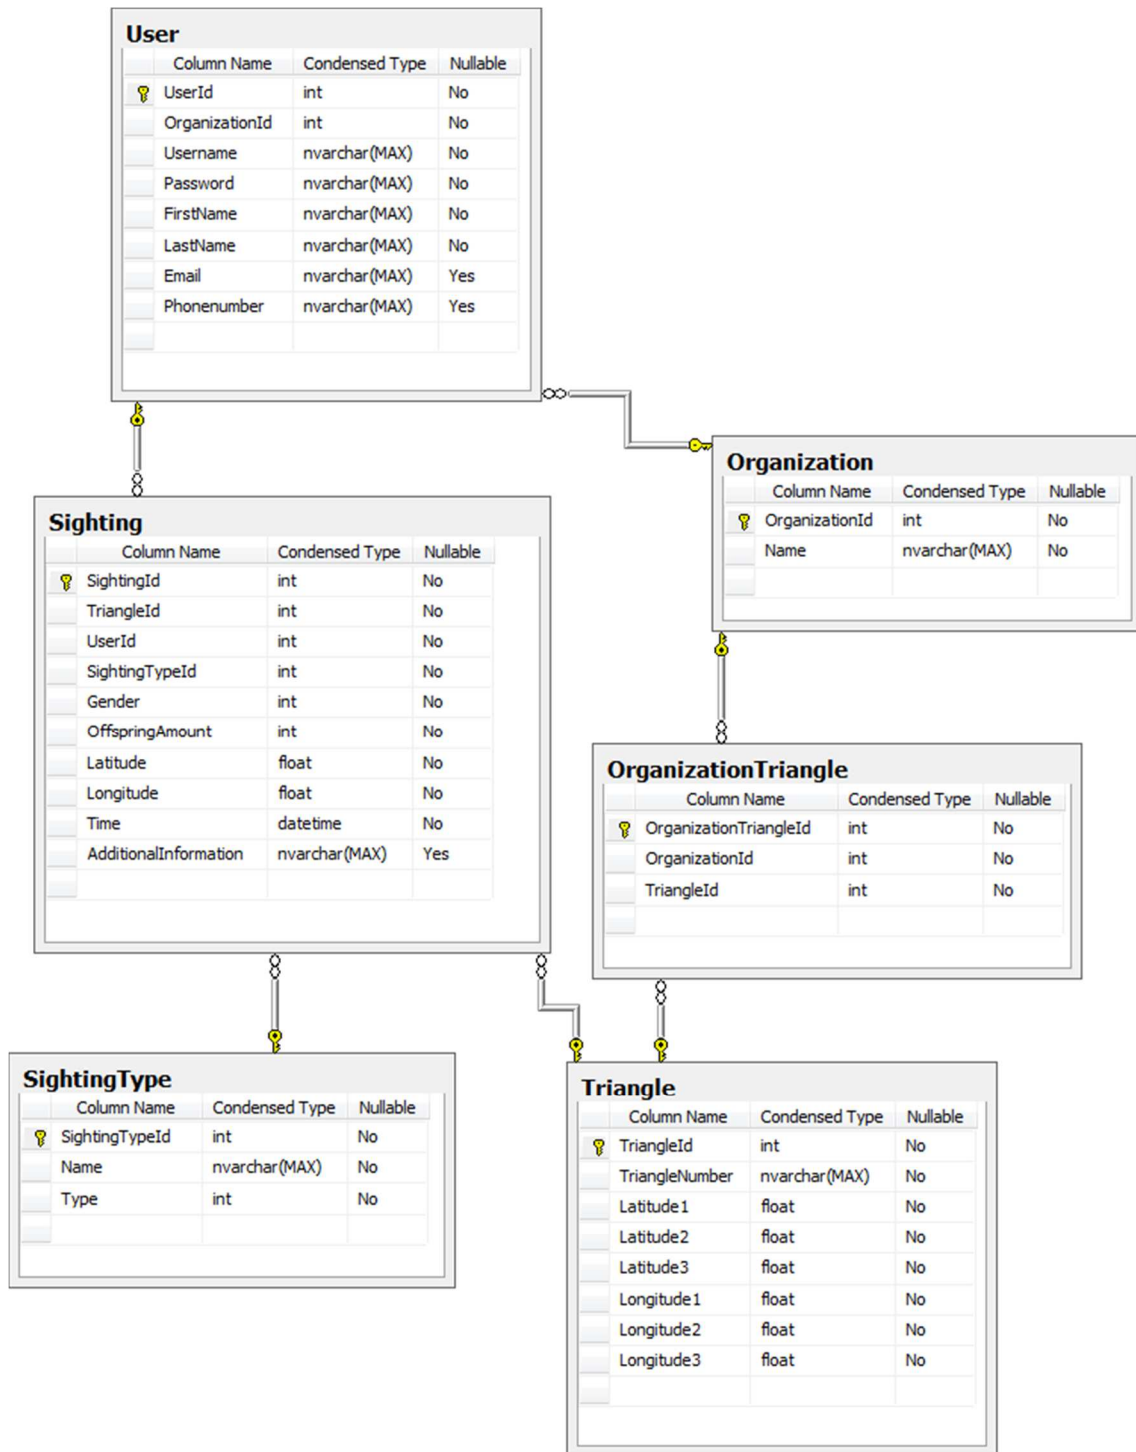 User
Column Name Condensed Type Nullable
UserId int No
OrganizationId int No
Username nvarchar(MAX) No
Password nvarchar(MAX) No
FirstName nvarchar(MAX) No
LastName nvarchar(MAX) No
Email nvarchar(MAX) Yes
Phonenumber nvarchar(MAX) Yes
Organization
Column Name Condensed Type Nullable
OrganizationId int No
Name nvarchar(MAX) No
Sighting
Column Name Condensed Type Nullable
SightingId int No
TriangleId int No
UserId int No
SightingTypeId int No
Gender int No
OffspringAmount int No
Latitude float No
Longitude float No
Time datetime No
AdditionalInformation nvarchar(MAX) Yes
OrganizationTriangle
Column Name Condensed Type Nullable
OrganizationTriangleId int No
OrganizationId int No
TriangleId int No
SightingType
Column Name Condensed Type Nullable
SightingTypeId int No
Name nvarchar(MAX) No
Type int No
Triangle
Column Name Condensed Type Nullable
TriangleId int No
TriangleNumber nvarchar(MAX) No
Latitude1 float No
Latitude2 float No
Latitude3 float No
Longitude1 float No
Longitude2 float No
Longitude3 float No